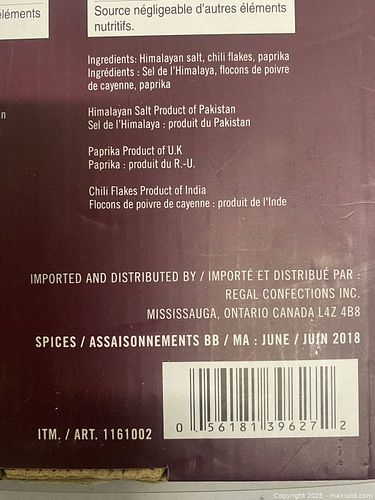 éléments
Source négligeable d'autres éléments
nutritifs.
Ingredients: Himalayan salt, chili flakes, paprika
Ingrédients : Sel de l'Himalaya, flocons de poivre
de cayenne, paprika
n
Himalayan Salt Product of Pakistan
Sel de l'Himalaya : produit du Pakistan
Paprika Product of U.K
Paprika : produit du R.-U.
Chili Flakes Product of India
Flocons de poivre de cayenne : produit de l'Inde
IMPORTED AND DISTRIBUTED BY / IMPORTÉ ET DISTRIBUÉ PAR :
REGAL CONFECTIONS INC.
MISSISSAUGA, ONTARIO CANADA L4Z 4B8
SPICES / ASSAISONNEMENTS BB / MA : JUNE / JUIN 2018
0 56181 39627 2
ITM. / ART. 1161002
Copyright 2025 - maxsold.com